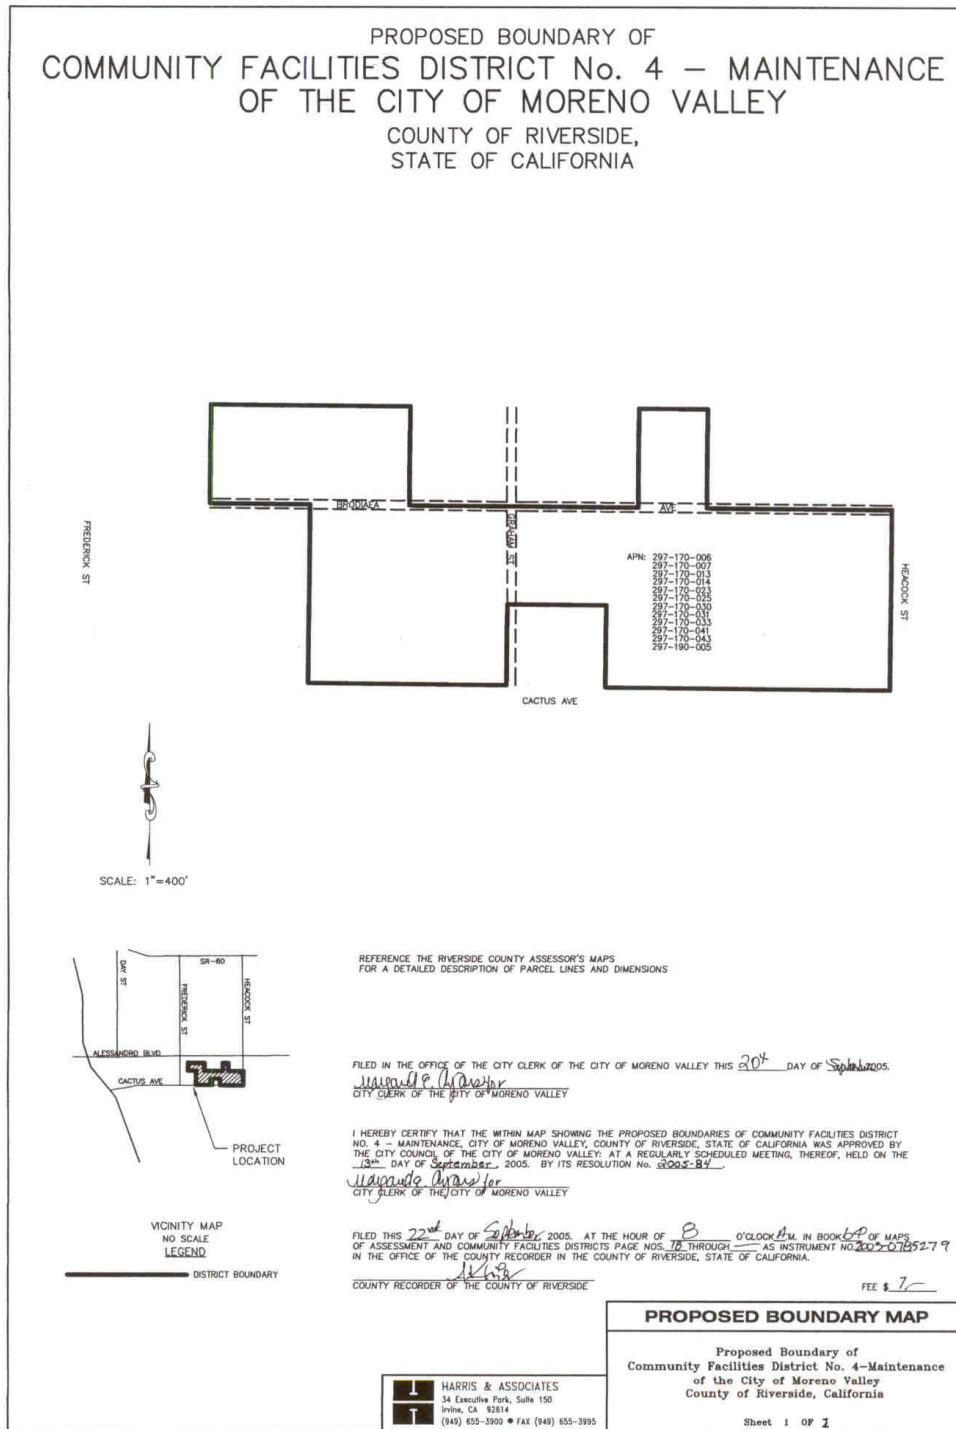 PROPOSED BOUNDARY OF
COMMUNITY FACILITIES DISTRICT No. 4 – MAINTENANCE
OF THE CITY OF MORENO VALLEY
COUNTY OF RIVERSIDE,
STATE OF CALIFORNIA
BRODIAEA
AVE
GRAHAM ST
FREDERICK ST
HEACOCK ST
APN: 297-170-006
297-170-007
297-170-013
297-170-014
297-170-023
297-170-025
297-170-030
297-170-031
297-170-033
297-170-041
297-170-043
297-190-005
CACTUS AVE
SCALE: 1"=400'
DAY ST
SR-60
FREDERICK ST
HEACOCK ST
ALESSANDRO BLVD
CACTUS AVE
PROJECT
LOCATION
VICINITY MAP
NO SCALE
LEGEND
DISTRICT BOUNDARY
REFERENCE THE RIVERSIDE COUNTY ASSESSOR'S MAPS
FOR A DETAILED DESCRIPTION OF PARCEL LINES AND DIMENSIONS
FILED IN THE OFFICE OF THE CITY CLERK OF THE CITY OF MORENO VALLEY THIS 20th DAY OF September 2005.
CITY CLERK OF THE CITY OF MORENO VALLEY
I HEREBY CERTIFY THAT THE WITHIN MAP SHOWING THE PROPOSED BOUNDARIES OF COMMUNITY FACILITIES DISTRICT
NO. 4 – MAINTENANCE, CITY OF MORENO VALLEY, COUNTY OF RIVERSIDE, STATE OF CALIFORNIA WAS APPROVED BY
THE CITY COUNCIL OF THE CITY OF MORENO VALLEY: AT A REGULARLY SCHEDULED MEETING, THEREOF, HELD ON THE
13th DAY OF September, 2005. BY ITS RESOLUTION No. 2005-84.
for
CITY CLERK OF THE CITY OF MORENO VALLEY
FILED THIS 22nd DAY OF September, 2005. AT THE HOUR OF 8 O'CLOCK A.M. IN BOOK OF MAPS
OF ASSESSMENT AND COMMUNITY FACILITIES DISTRICTS PAGE NOS. 18 THROUGH — AS INSTRUMENT NO. 2005-0785279
IN THE OFFICE OF THE COUNTY RECORDER IN THE COUNTY OF RIVERSIDE, STATE OF CALIFORNIA.
COUNTY RECORDER OF THE COUNTY OF RIVERSIDE
FEE $ 7.—
PROPOSED BOUNDARY MAP
Proposed Boundary of
Community Facilities District No. 4-Maintenance
of the City of Moreno Valley
County of Riverside, California
Sheet 1 OF 1
HARRIS & ASSOCIATES
34 Executive Park, Suite 150
Irvine, CA 92614
(949) 655-3900 ● FAX (949) 655-3995